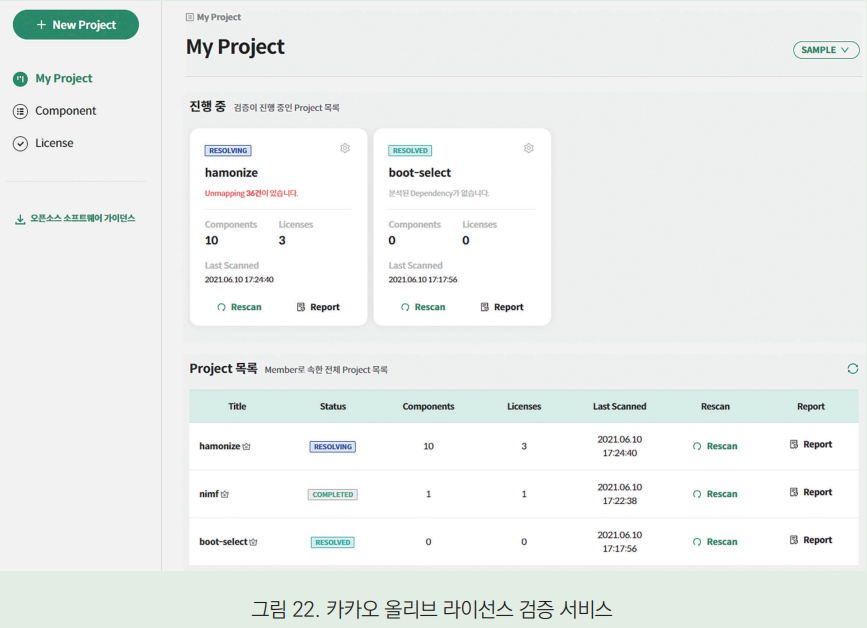 + New Project
My Project
Component
License
오픈소스 소프트웨어 가이던스
My Project
My Project
SAMPLE
진행 중 검증이 진행 중인 Project 목록
RESOLVING
hamonize
Unmapping 36건이 있습니다.
Components Licenses
10 3
Last Scanned
2021.06.10 17:24:40
Rescan Report
RESOLVED
boot-select
분석된 Dependency가 없습니다.
Components Licenses
0 0
Last Scanned
2021.06.10 17:17:56
Rescan Report
Project 목록 Member로 속한 전체 Project 목록
Title Status Components Licenses Last Scanned Rescan Report
hamonize RESOLVING 10 3 2021.06.10 17:24:40 Rescan Report
nimf COMPLETED 1 1 2021.06.10 17:22:38 Rescan Report
boot-select RESOLVED 0 0 2021.06.10 17:17:56 Rescan Report
그림 22. 카카오 올리브 라이선스 검증 서비스